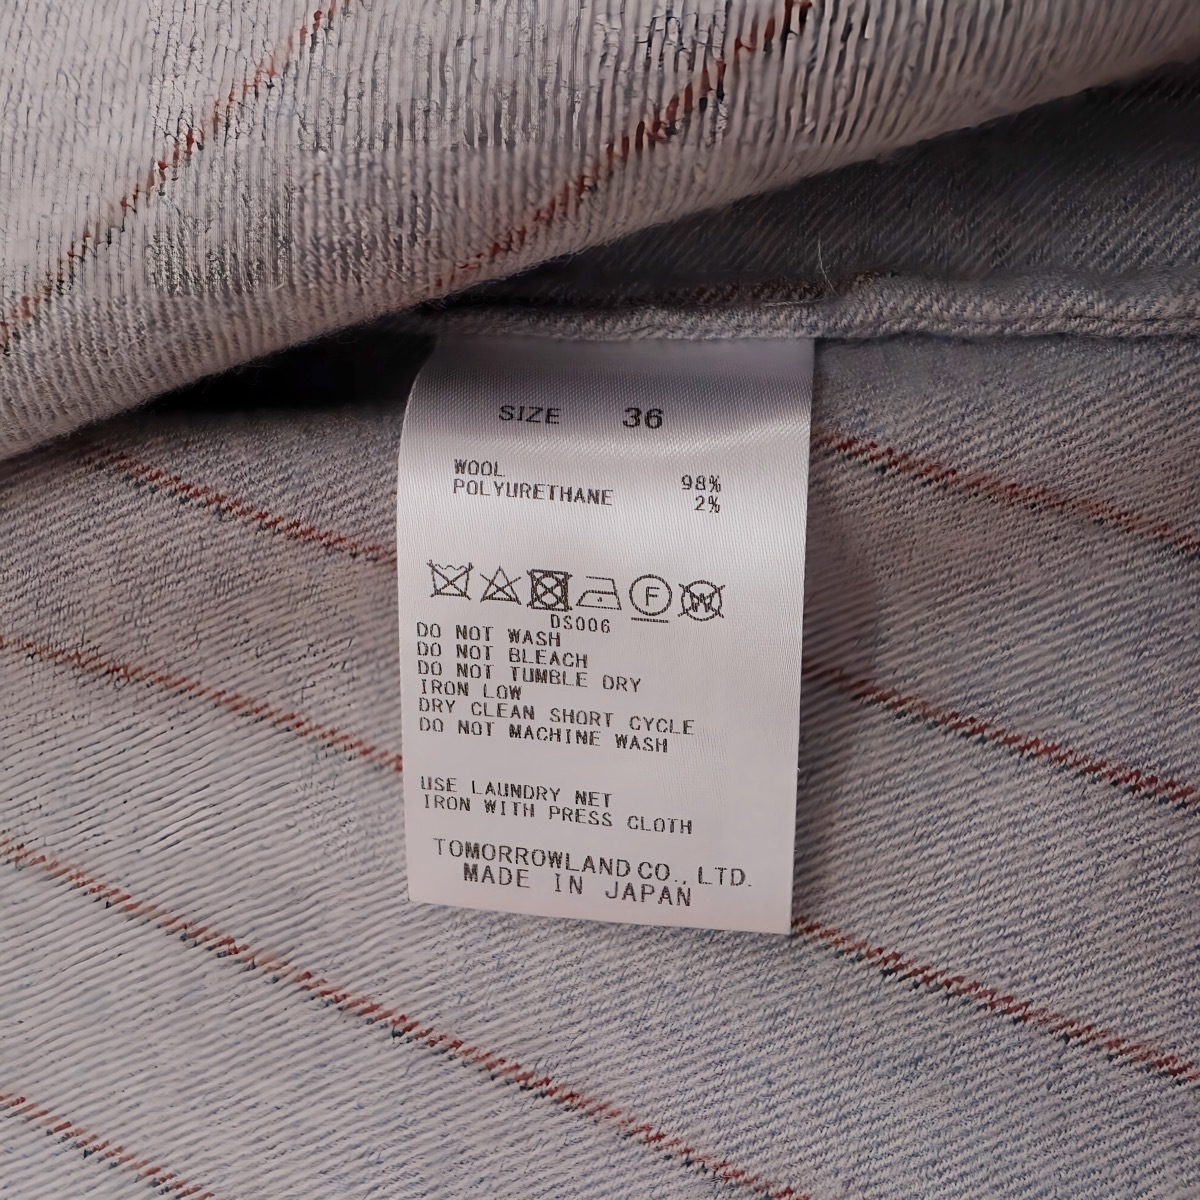 SIZE 36
WOOL 98%
POLYURETHANE 2%
F W
DS006
DO NOT WASH
DO NOT BLEACH
DO NOT TUMBLE DRY
IRON LOW
DRY CLEAN SHORT CYCLE
DO NOT MACHINE WASH
USE LAUNDRY NET
IRON WITH PRESS CLOTH
TOMORROWLAND CO., LTD.
MADE IN JAPAN